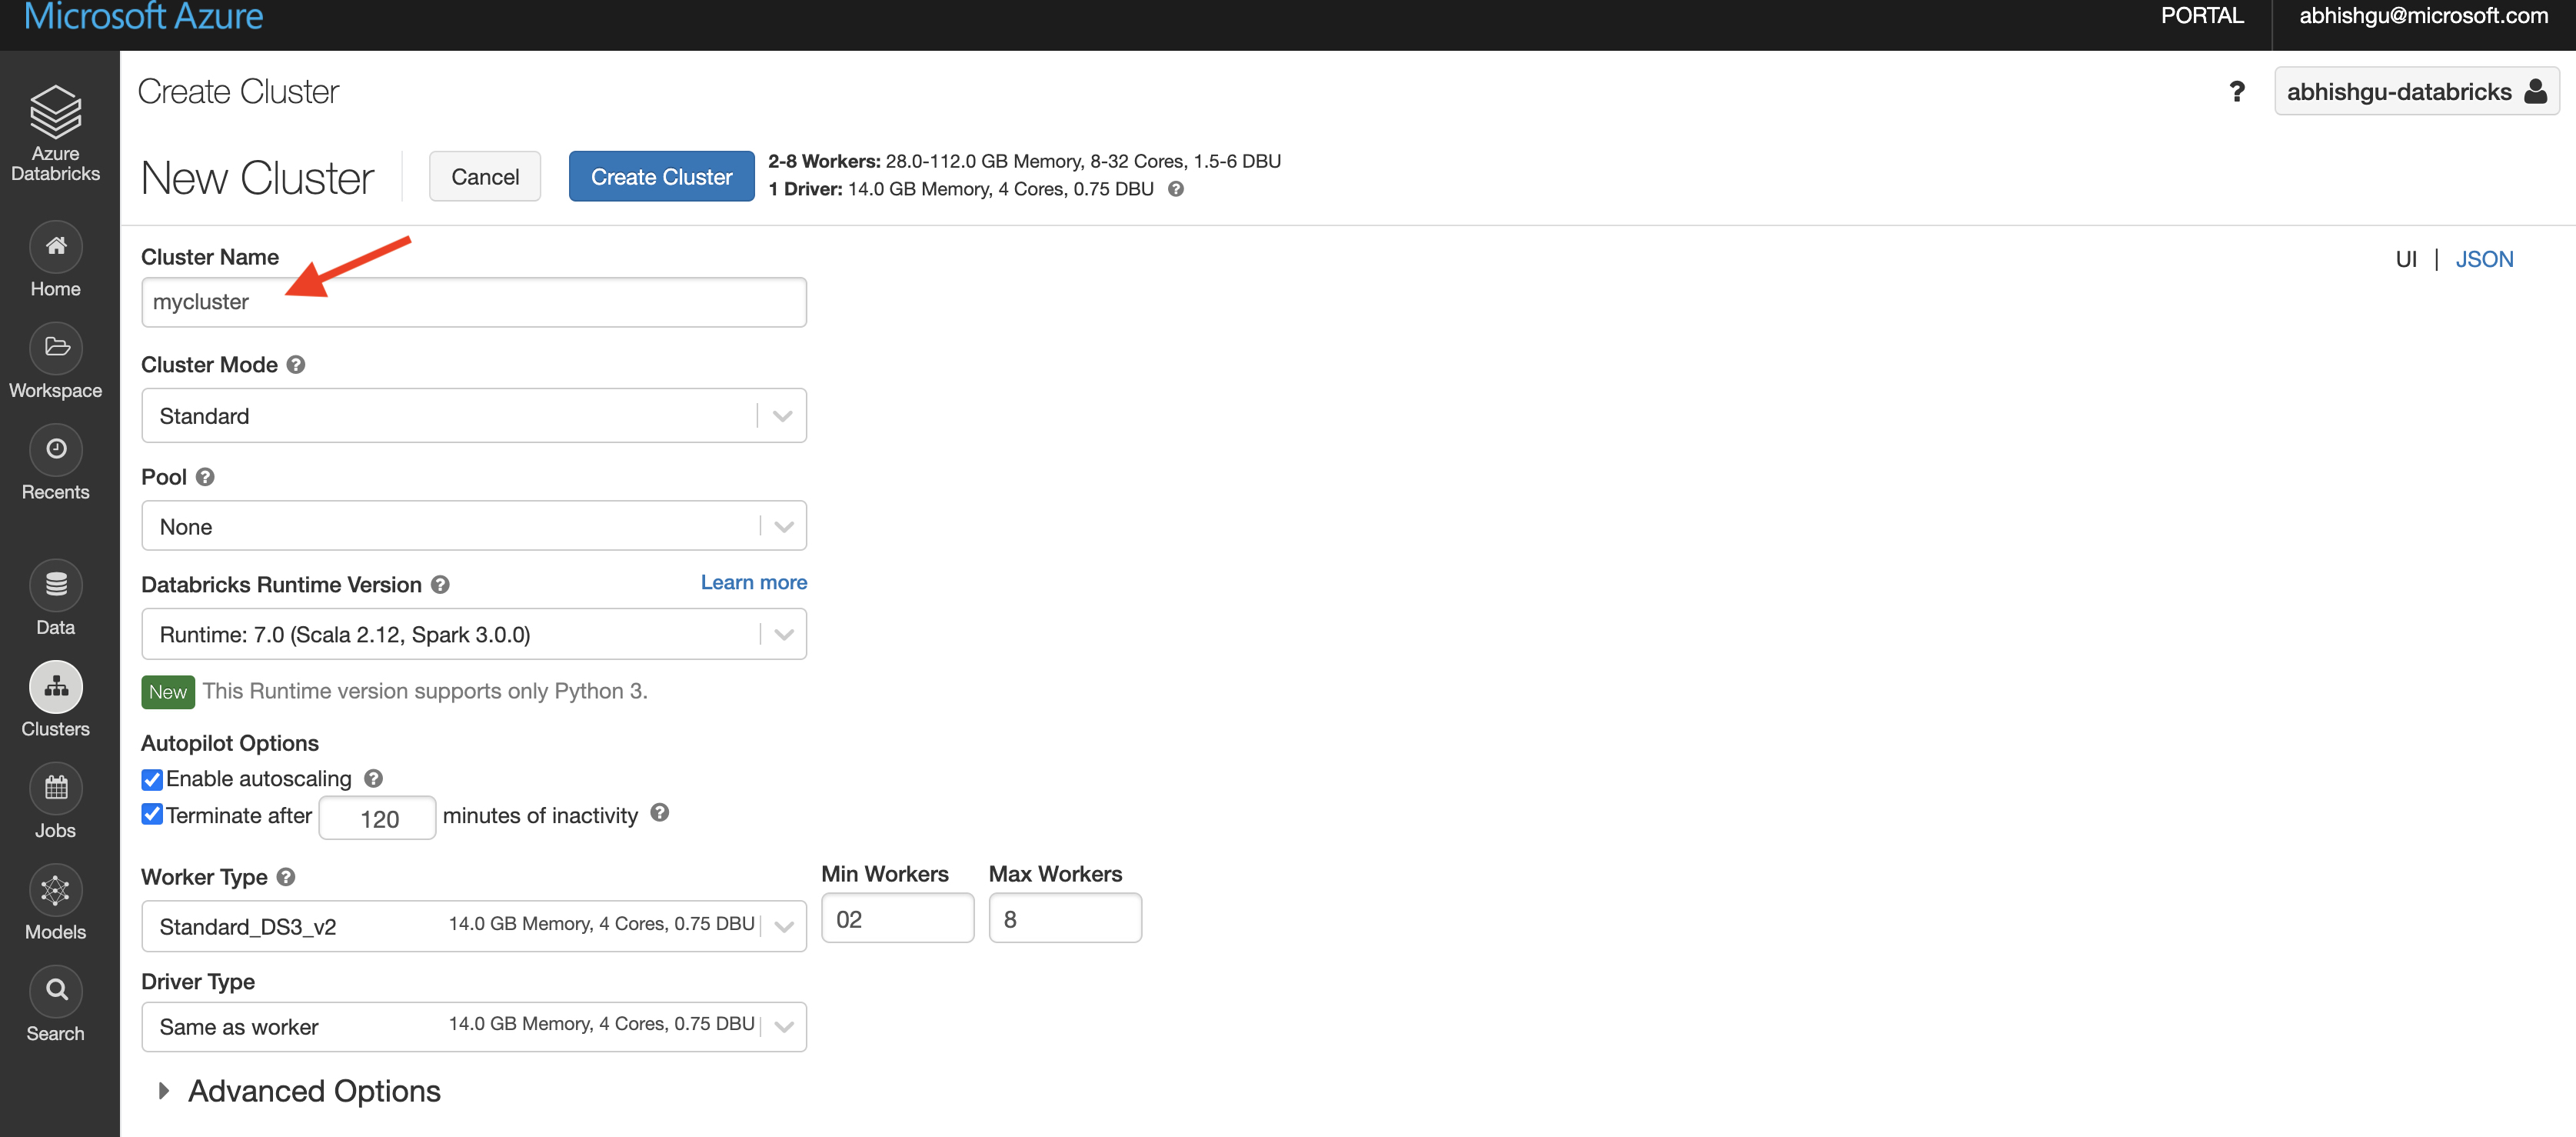 Microsoft Azure
PORTAL
abhishgu@microsoft.com
Azure
Databricks
Home
Workspace
Recents
Data
Clusters
Jobs
Models
Search
Create Cluster
?
abhishgu-databricks
New Cluster
Cancel
Create Cluster
2-8 Workers: 28.0-112.0 GB Memory, 8-32 Cores, 1.5-6 DBU
1 Driver: 14.0 GB Memory, 4 Cores, 0.75 DBU ?
UI | JSON
Cluster Name
mycluster
Cluster Mode ?
Standard
Pool ?
None
Databricks Runtime Version ? Learn more
Runtime: 7.0 (Scala 2.12, Spark 3.0.0)
New This Runtime version supports only Python 3.
Autopilot Options
Enable autoscaling ?
Terminate after 120 minutes of inactivity ?
Worker Type ? Min Workers Max Workers
Standard_DS3_v2 14.0 GB Memory, 4 Cores, 0.75 DBU 02 8
Driver Type
Same as worker 14.0 GB Memory, 4 Cores, 0.75 DBU
Advanced Options